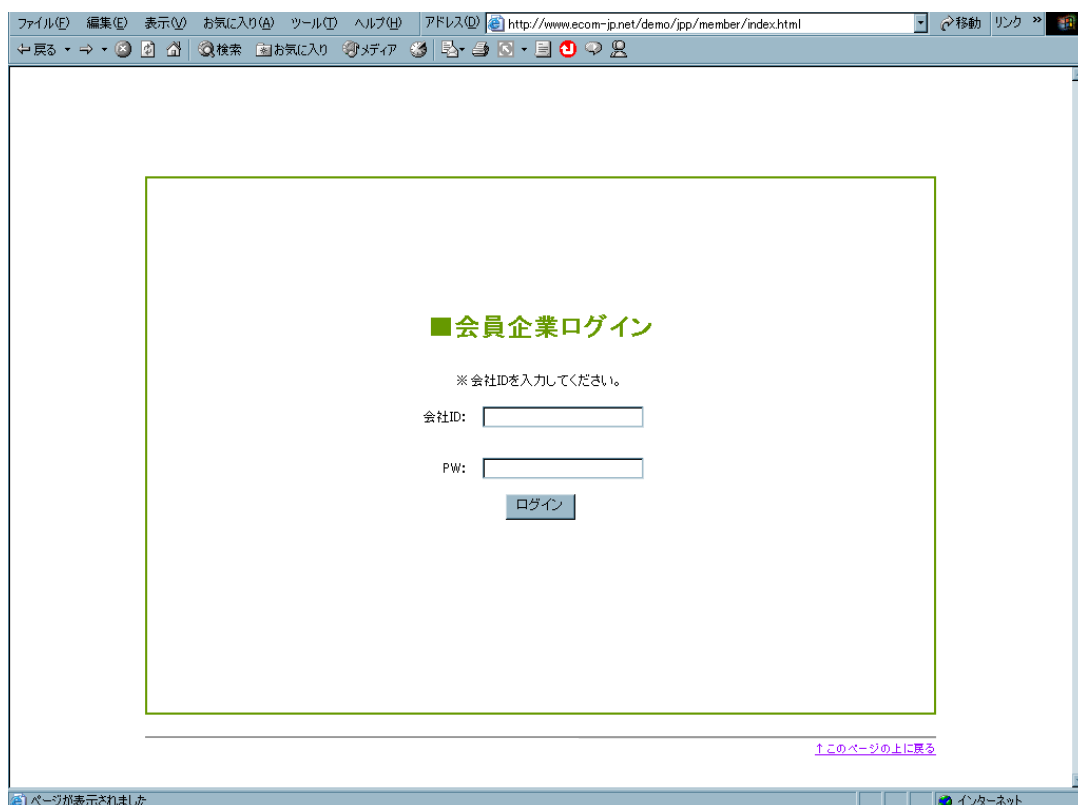 ファイル(F) 編集(E) 表示(V) お気に入り(A) ツール(T) ヘルプ(H) アドレス(D) http://www.ecom-jp.net/demo/jpp/member/index.html 移動 リンク »
戻る 検索 お気に入り メディア
■会員企業ログイン
※会社IDを入力してください。
会社ID:
PW:
ログイン
↑このページの上に戻る
ページが表示されました インターネット